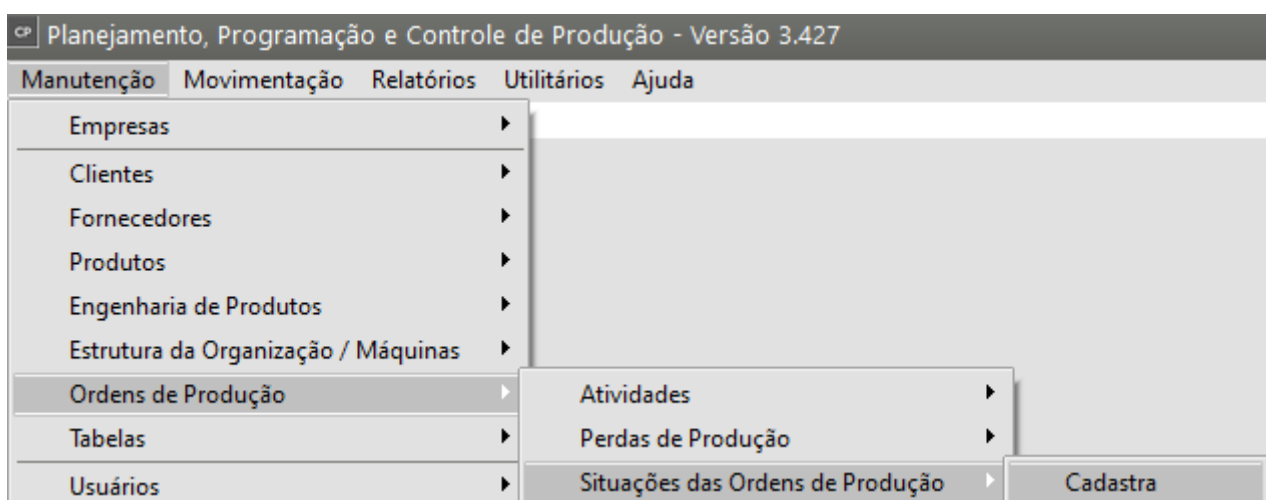 CP Planejamento, Programação e Controle de Produção - Versão 3.427
Manutenção Movimentação Relatórios Utilitários Ajuda
Empresas
Clientes
Fornecedores
Produtos
Engenharia de Produtos
Estrutura da Organização / Máquinas
Ordens de Produção
Tabelas
Usuários
Atividades
Perdas de Produção
Situações das Ordens de Produção
Cadastra